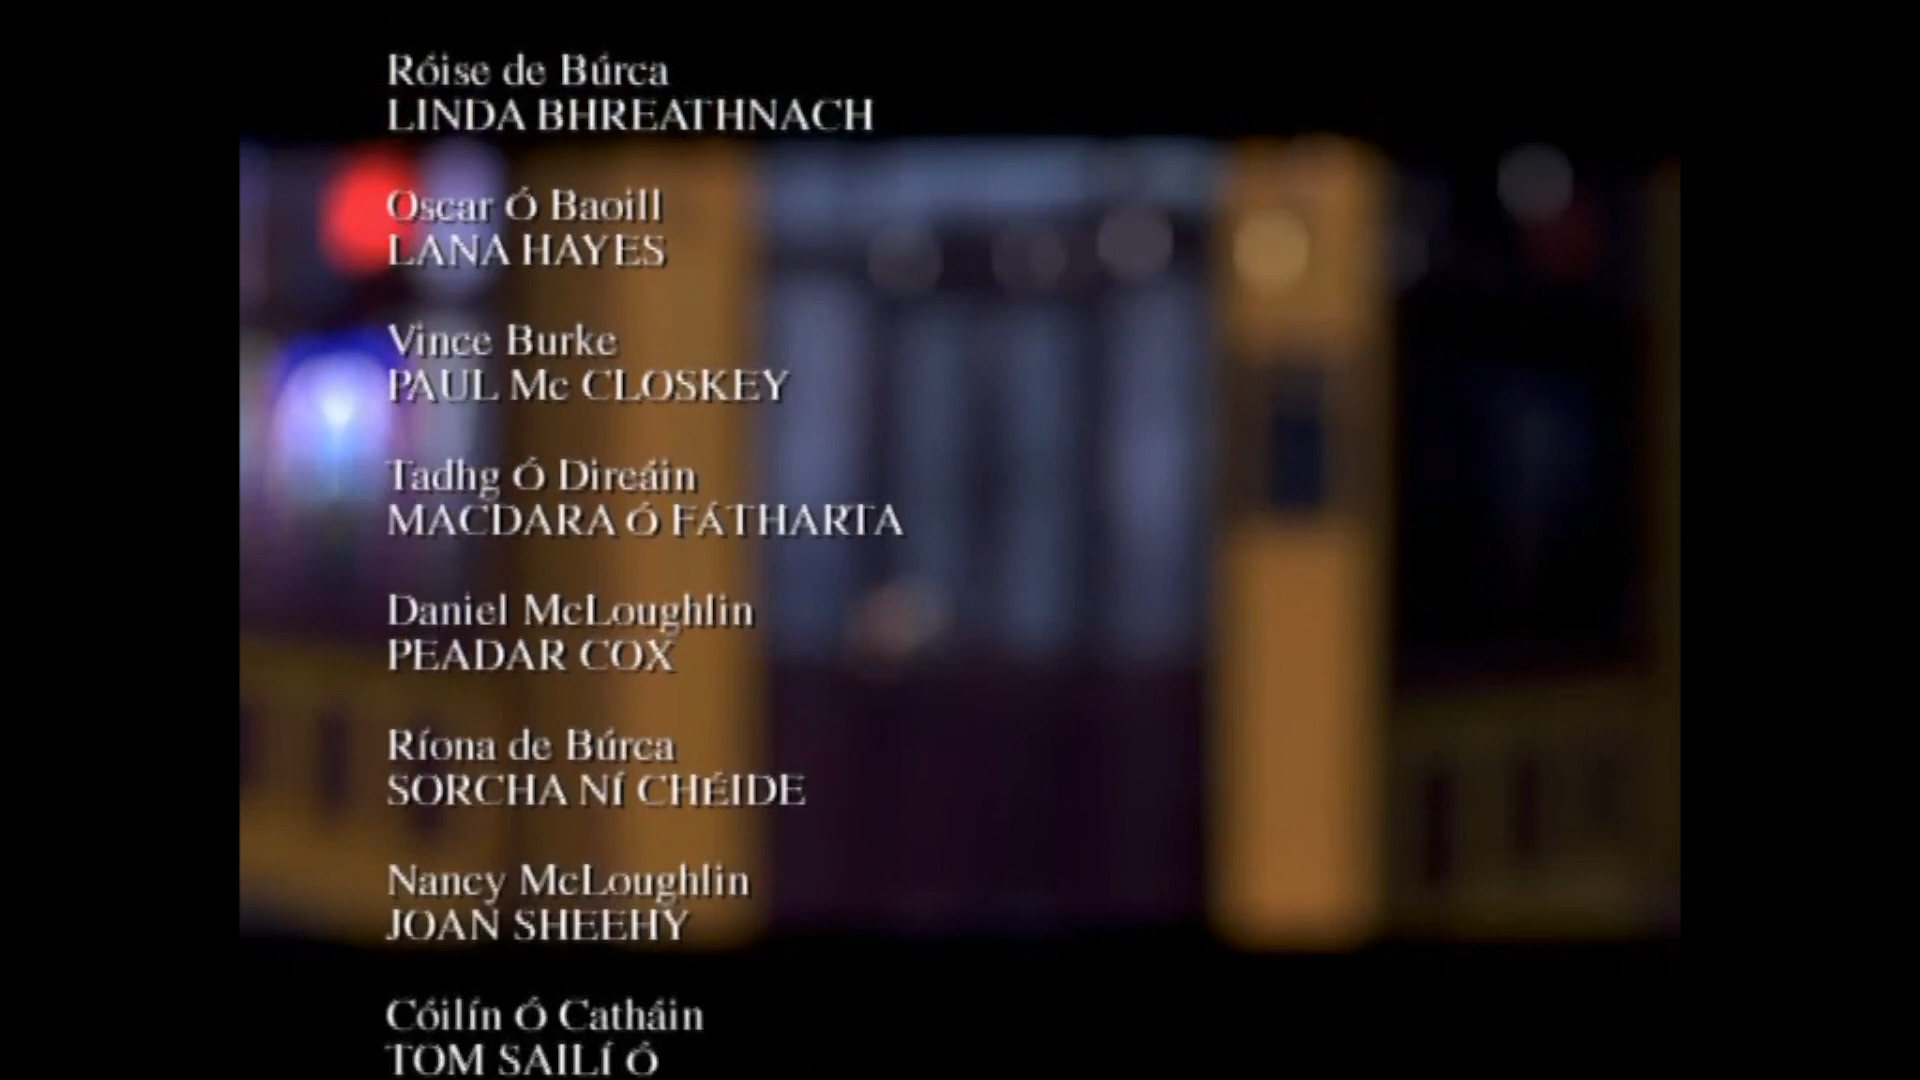 Róise de Búrca
LINDA BHREATHNACH
Oscar Ó Baoill
LANA HAYES
Vince Burke
PAUL Mc CLOSKEY
Tadhg Ó Direáin
MACDARA Ó FÁTHARTA
Daniel McLoughlin
PEADAR COX
Ríona de Búrca
SORCHA NÍ CHÉIDE
Nancy McLoughlin
JOAN SHEEHY
Cóilín Ó Catháin
TOM SAILÍ Ó